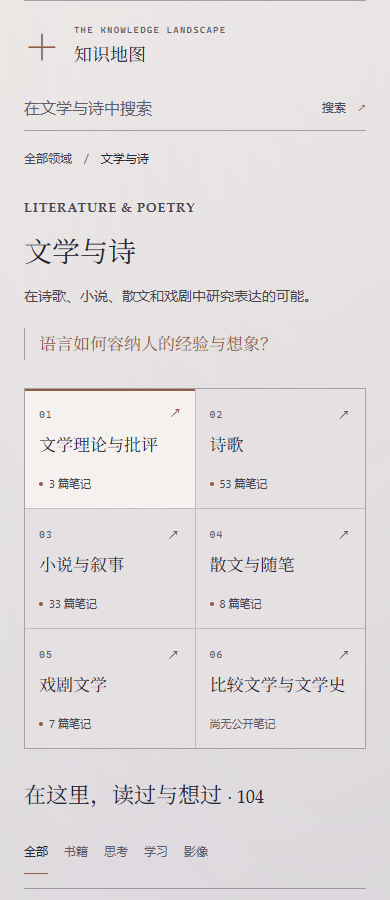 THE KNOWLEDGE LANDSCAPE
知识地图
在文学与诗中搜索
搜索 ↗
全部领域 / 文学与诗
LITERATURE & POETRY
文学与诗
在诗歌、小说、散文和戏剧中研究表达的可能。
语言如何容纳人的经验与想象?
01 ↗
文学理论与批评
• 3 篇笔记
02 ↗
诗歌
• 53 篇笔记
03 ↗
小说与叙事
• 33 篇笔记
04 ↗
散文与随笔
• 8 篇笔记
05 ↗
戏剧文学
• 7 篇笔记
06 ↗
比较文学与文学史
尚无公开笔记
在这里，读过与想过 · 104
全部 书籍 思考 学习 影像